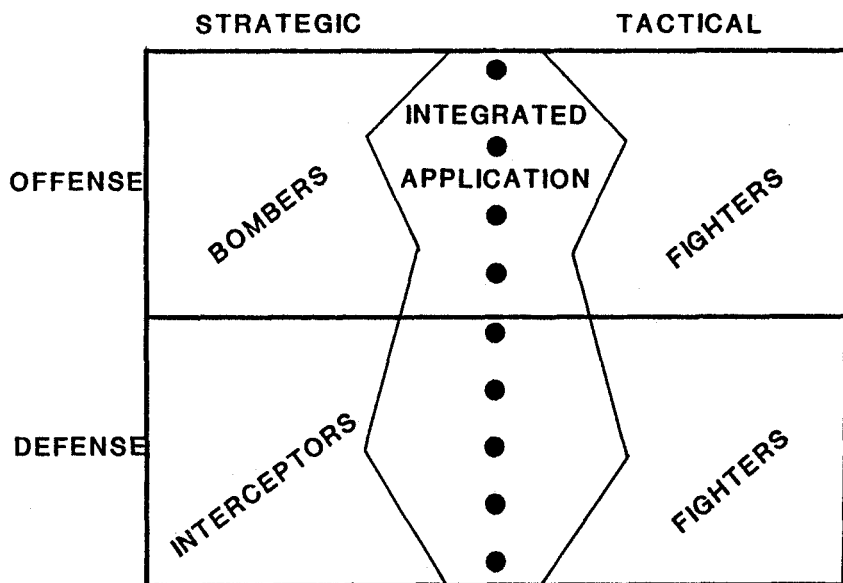 STRATEGIC TACTICAL
INTEGRATED
APPLICATION
OFFENSE
BOMBERS
FIGHTERS
DEFENSE
INTERCEPTORS
FIGHTERS